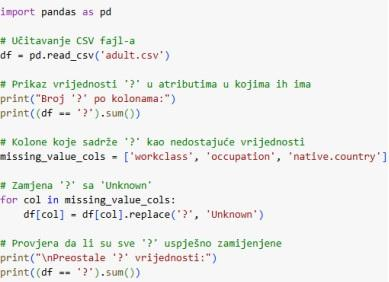 import pandas as pd
# Učitavanje CSV fajl-a
df = pd.read_csv('adult.csv')
# Prikaz vrijednosti '?' u atributima u kojima ih ima
print("Broj '?' po kolonama:")
print((df == '?').sum())
# Kolone koje sadrže '?' kao nedostajuće vrijednosti
missing_value_cols = ['workclass', 'occupation', 'native.country']
# Zamjena '?' sa 'Unknown'
for col in missing_value_cols:
    df[col] = df[col].replace('?', 'Unknown')
# Provjera da li su sve '?' uspješno zamijenjene
print("\nPreostale '?' vrijednosti:")
print((df == '?').sum())